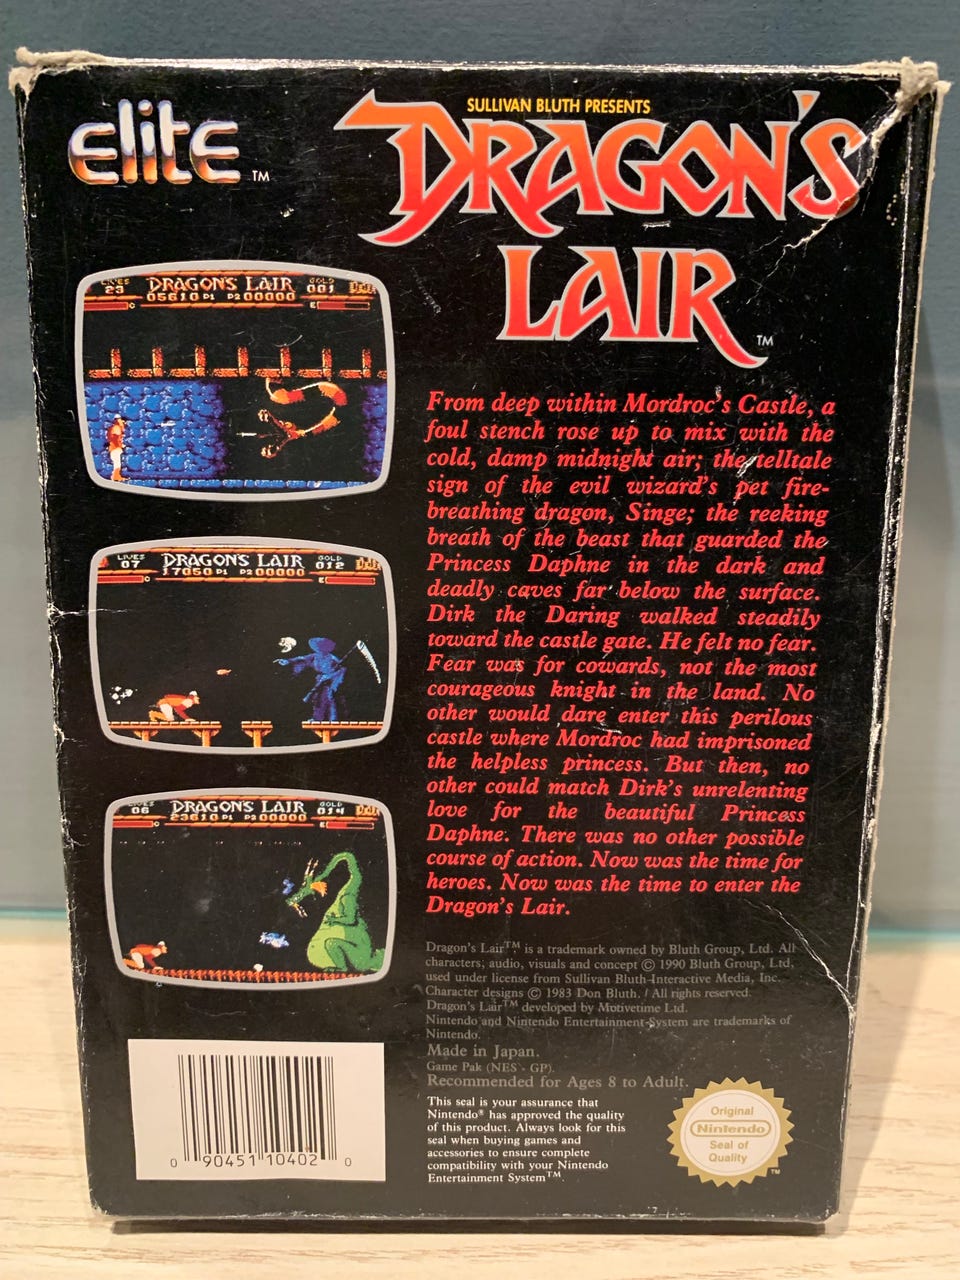 elite TM
SULLIVAN BLUTH PRESENTS
DRAGON'S
LAIR TM
LIVES DRAGON'S LAIR GOLD
23 05610 P1 P2 00000 001
LIVES DRAGON'S LAIR GOLD
07 17050 P1 P2 00000 012
LIVES DRAGON'S LAIR GOLD
06 23610 P1 P2 00000 014
From deep within Mordroc's Castle, a
foul stench rose up to mix with the
cold, damp midnight air; the telltale
sign of the evil wizard's pet fire-
breathing dragon, Singe; the reeking
breath of the beast that guarded the
Princess Daphne in the dark and
deadly caves far below the surface.
Dirk the Daring walked steadily
toward the castle gate. He felt no fear.
Fear was for cowards, not the most
courageous knight in the land. No
other would dare enter this perilous
castle where Mordroc had imprisoned
the helpless princess. But then, no
other could match Dirk's unrelenting
love for the beautiful Princess
Daphne. There was no other possible
course of action. Now was the time for
heroes. Now was the time to enter the
Dragon's Lair.
Dragon's Lair™ is a trademark owned by Bluth Group, Ltd. All
characters, audio, visuals and concept © 1990 Bluth Group, Ltd,
used under license from Sullivan Bluth Interactive Media, Inc.
Character designs © 1983 Don Bluth. All rights reserved.
Dragon's Lair™ developed by Motivetime Ltd.
Nintendo and Nintendo Entertainment System are trademarks of
Nintendo.
Made in Japan.
Game Pak (NES - GP).
Recommended for Ages 8 to Adult.
This seal is your assurance that
Nintendo® has approved the quality
of this product. Always look for this
seal when buying games and
accessories to ensure complete
compatibility with your Nintendo
Entertainment System™.
Original
Nintendo
Seal of
Quality
TM
0 90451 10402 0